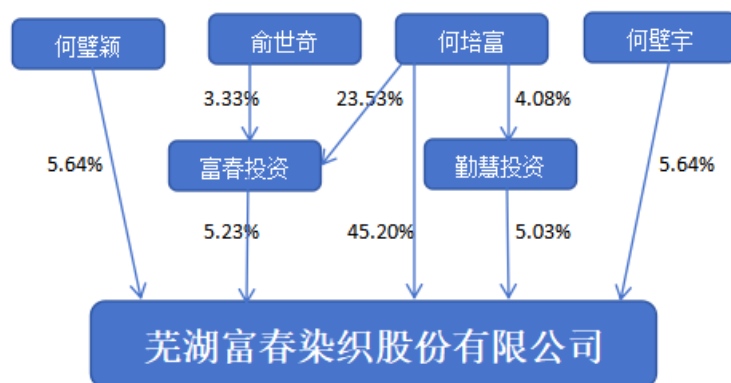 何璧颖
俞世奇
何培富
何壁宇
3.33%
23.53%
4.08%
5.64%
富春投资
勤慧投资
5.64%
5.23%
45.20%
5.03%
芜湖富春染织股份有限公司